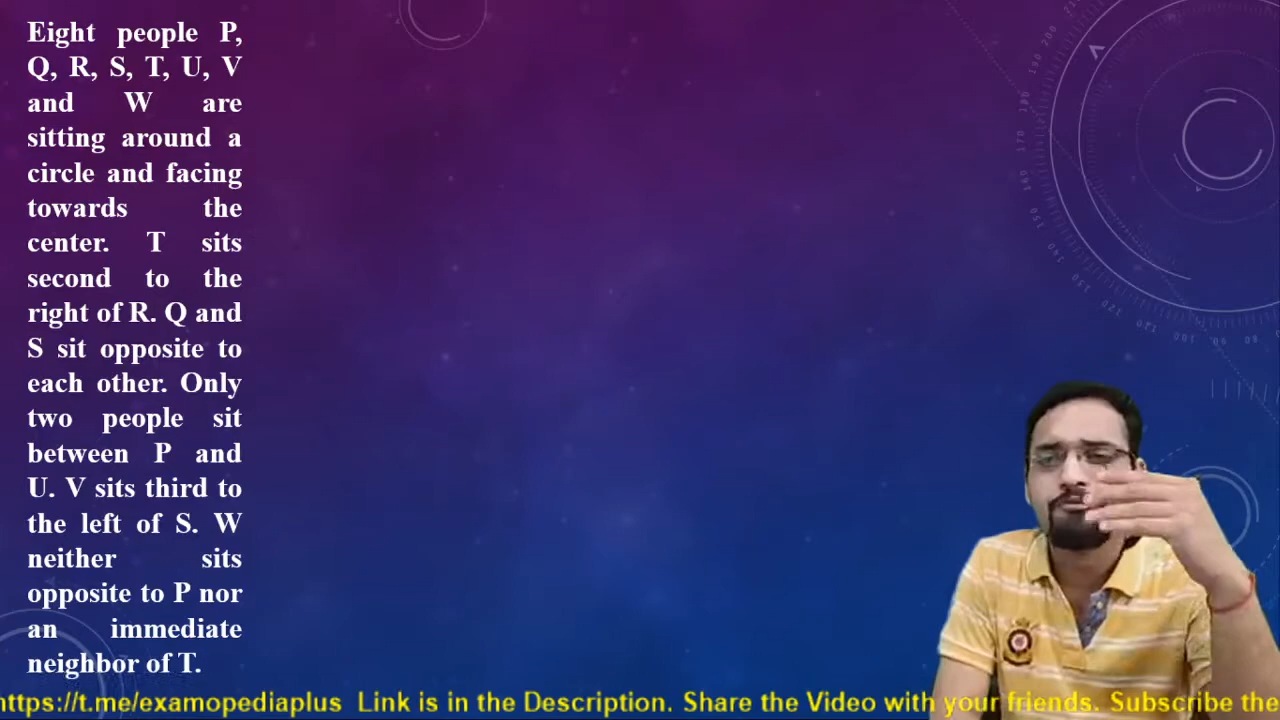 Eight people P,
Q, R, S, T, U, V
and W are
sitting around a
circle and facing
towards the
center. T sits
second to the
right of R. Q and
S sit opposite to
each other. Only
two people sit
between P and
U. V sits third to
the left of S. W
neither sits
opposite to P nor
an immediate
neighbor of T.
https://t.me/examopediaplus Link is in the Description. Share the Video with your friends. Subscribe the